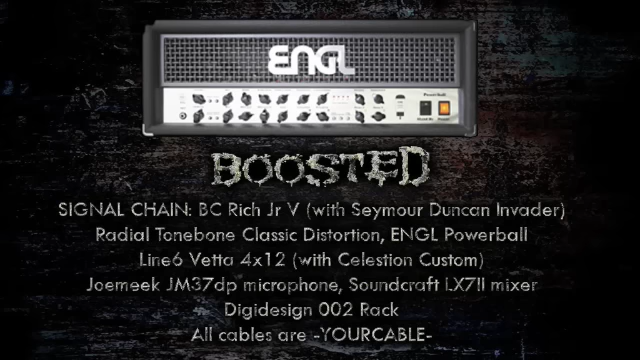 ENGL
Powerball
BOOSTED
SIGNAL CHAIN: BC Rich Jr V (with Seymour Duncan Invader)
Radial Tonebone Classic Distortion, ENGL Powerball
Line6 Vetta 4x12 (with Celestion Custom)
Joemeek JM37dp microphone, Soundcraft LX7II mixer
Digidesign 002 Rack
All cables are -YOURCABLE-